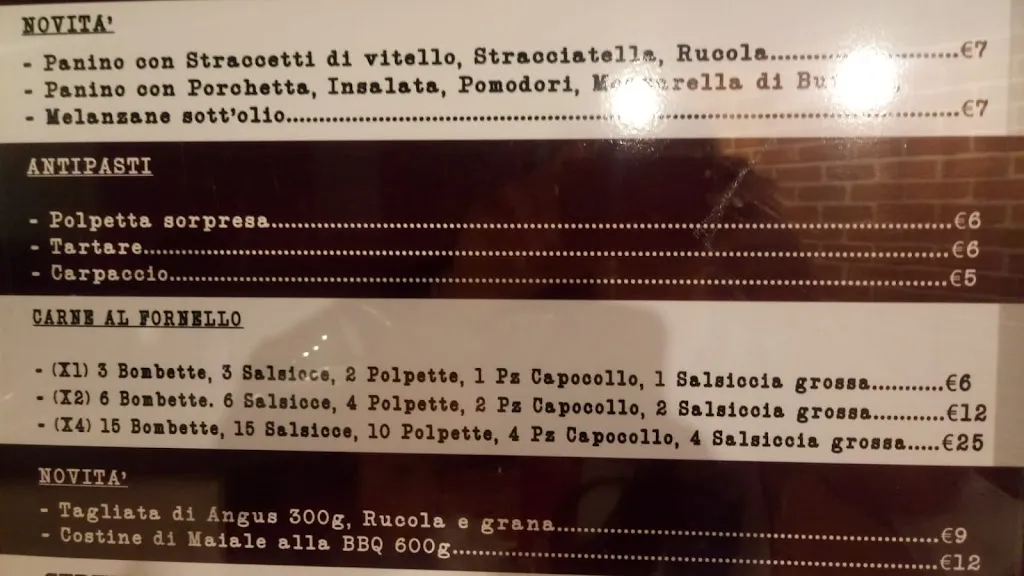 NOVITA'
- Panino con Straccetti di vitello, Stracciatella, Rucola..............................€7
- Panino con Porchetta, Insalata, Pomodori, di
- Melanzane sott'olio..............................€7
ANTIPASTI
- Polpetta sorpresa..............................€6
- Tartare..............................€6
- Carpaccio..............................€5
CARNE AL FORNELLO
- (X1) 3 Bombette, 3 Salsicce, 2 Polpette, 1 Pz Capocollo, 1 Salsiccia grossa...........€6
- (X2) 6 Bombette. 6 Salsicce, 4 Polpette, 2 Pz Capocollo, 2 Salsiccia grossa...........€12
- (X4) 15 Bombette, 15 Salsicce, 10 Polpette, 4 Pz Capocollo, 4 Salsiccia grossa.....€25
NOVITA'
- Tagliata di Angus 300g, Rucola e grana..............................€9
- Costine di Maiale alla BBQ 600g..............................€12